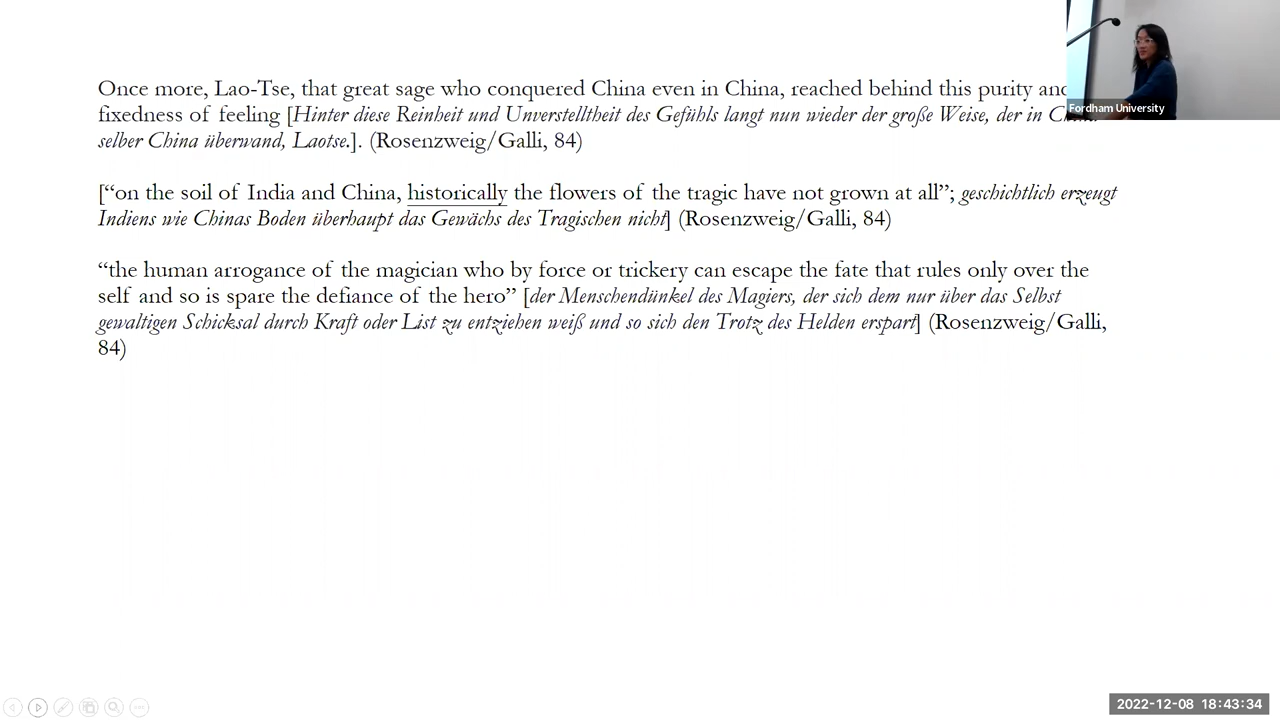 Once more, Lao-Tse, that great sage who conquered China even in China, reached behind this purity and
fixedness of feeling [Hinter diese Reinheit und Unverstelltheit des Gefühls langt nun wieder der große Weise, der in
selber China überwand, Laotse.]. (Rosenzweig/Galli, 84)
[“on the soil of India and China, historically the flowers of the tragic have not grown at all”; geschichtlich erzeugt
Indiens wie Chinas Boden überhaupt das Gewächs des Tragischen nicht] (Rosenzweig/Galli, 84)
“the human arrogance of the magician who by force or trickery can escape the fate that rules only over the
self and so is spare the defiance of the hero” [der Menschendünkel des Magiers, der sich dem nur über das Selbst
gewaltigen Schicksal durch Kraft oder List zu entziehen weiß und so sich den Trotz des Helden erspart] (Rosenzweig/Galli,
84)
Fordham University
2022-12-08 18:43:34